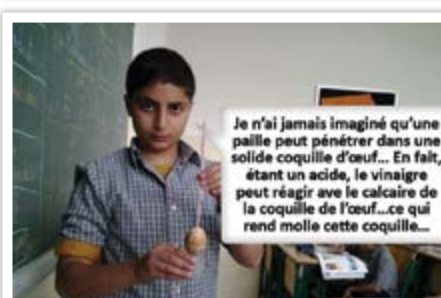 Je n'ai jamais imaginé qu'une
paille peut pénétrer dans une
solide coquille d'œuf... En fait,
étant un acide, le vinaigre
peut réagir ave le calcaire de
la coquille de l'œuf...ce qui
rend molle cette coquille...